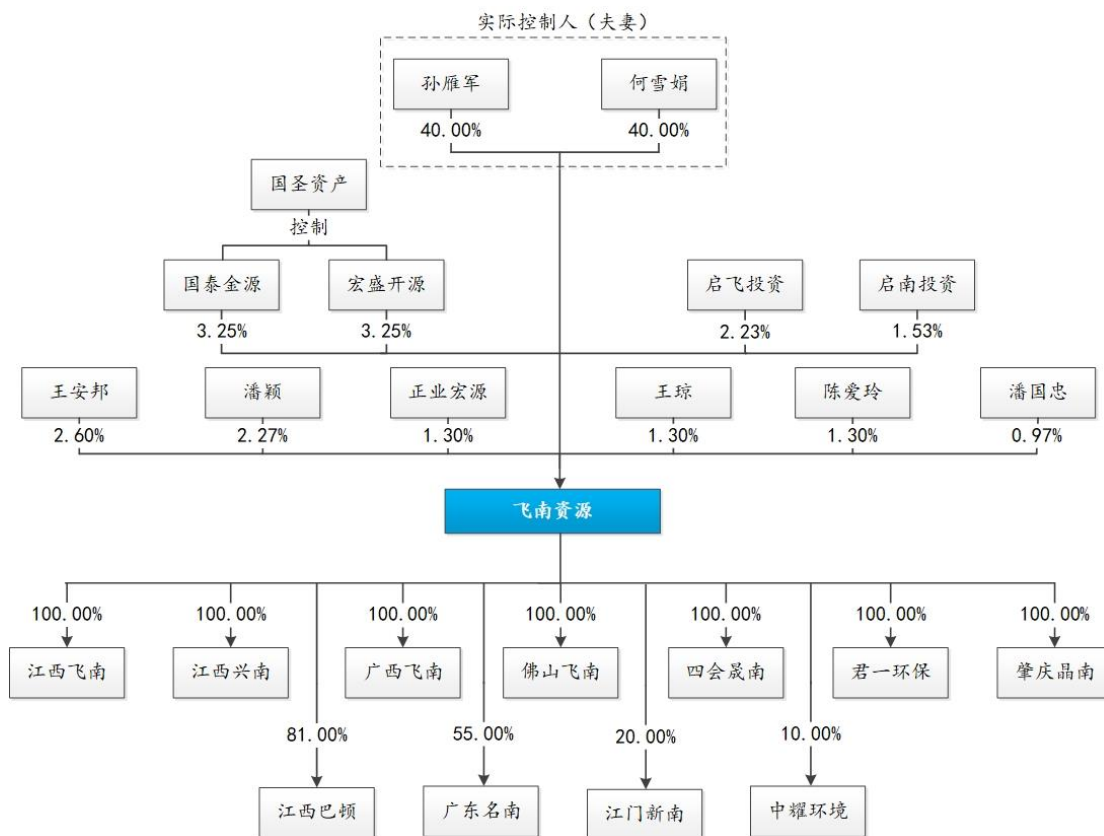 实际控制人（夫妻）
孙雁军 何雪娟
40.00% 40.00%
国圣资产
控制
国泰金源 宏盛开源 启飞投资 启南投资
3.25% 3.25% 2.23% 1.53%
王安邦 潘颖 正业宏源 王琼 陈爱玲 潘国忠
2.60% 2.27% 1.30% 1.30% 1.30% 0.97%
飞南资源
100.00% 100.00% 100.00% 100.00% 100.00% 100.00% 100.00%
江西飞南 江西兴南 广西飞南 佛山飞南 四会晟南 君一环保 肇庆晶南
81.00% 55.00% 20.00% 10.00%
江西巴顿 广东名南 江门新南 中耀环境